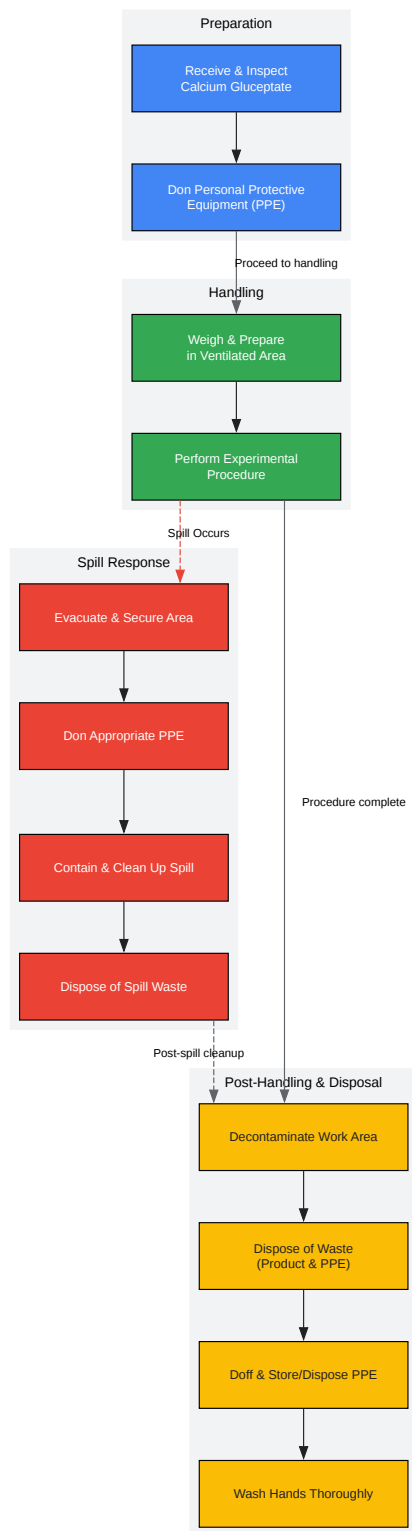 Preparation
Receive & Inspect
Calcium Gluceptate
Don Personal Protective
Equipment (PPE)
Proceed to handling
Handling
Weigh & Prepare
in Ventilated Area
Perform Experimental
Procedure
Spill Occurs
Spill Response
Evacuate & Secure Area
Don Appropriate PPE
Procedure complete
Contain & Clean Up Spill
Dispose of Spill Waste
Post-spill cleanup
Post-Handling & Disposal
Decontaminate Work Area
Dispose of Waste
(Product & PPE)
Doff & Store/Dispose PPE
Wash Hands Thoroughly